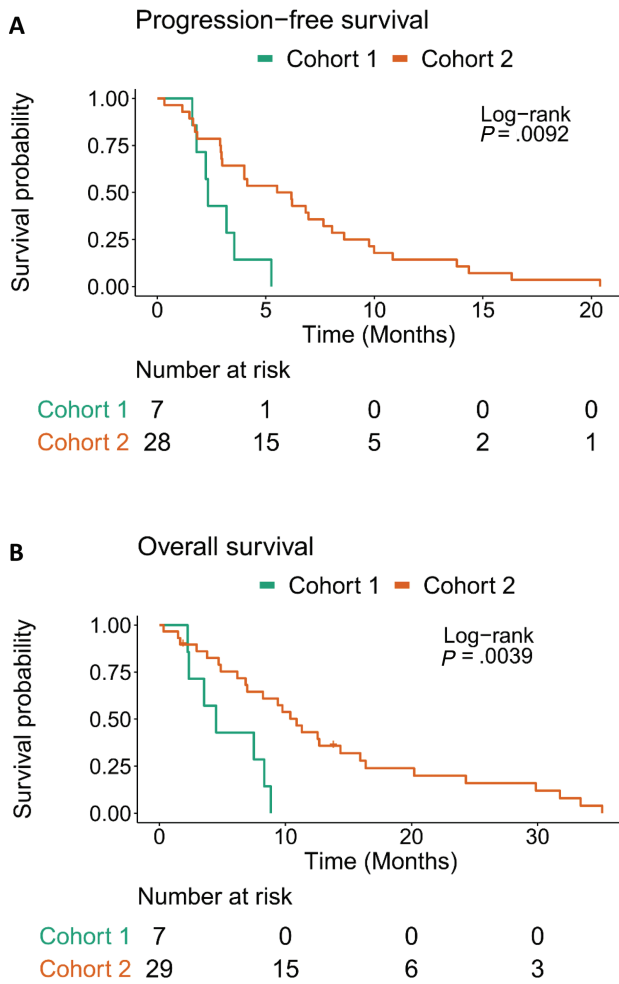 A
Progression−free survival
Cohort 1 Cohort 2
Survival probability
1.00
0.75
0.50
0.25
0.00
Log−rank
P = .0092
0 5 10 15 20
Time (Months)
Number at risk
Cohort 1 7 1 0 0 0
Cohort 2 28 15 5 2 1
B
Overall survival
Cohort 1 Cohort 2
Survival probability
1.00
0.75
0.50
0.25
0.00
Log−rank
P = .0039
0 10 20 30
Time (Months)
Number at risk
Cohort 1 7 0 0 0
Cohort 2 29 15 6 3